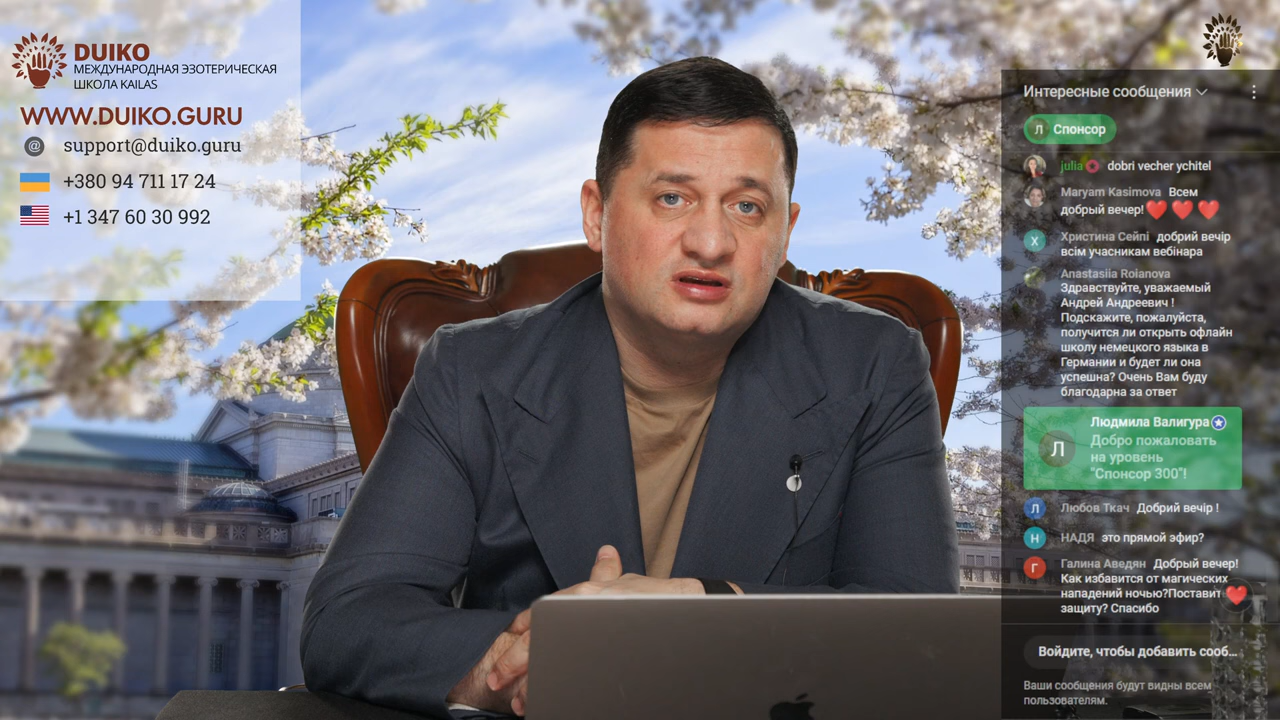 DUIKO
МЕЖДУНАРОДНАЯ ЭЗОТЕРИЧЕСКАЯ
ШКОЛА KAILAS
WWW.DUIKO.GURU
@ support@duiko.guru
+380 94 711 17 24
+1 347 60 30 992
Интересные сообщения
Л Спонсор
julia dobri vecher ychitel
Maryam Kasimova Всем
добрый вечер!
Х Христина Сейпі добрий вечір
всім учасникам вебінара
Anastasiia Roianova
Здравствуйте, уважаемый
Андрей Андреевич !
Подскажите, пожалуйста,
получится ли открыть офлайн
школу немецкого языка в
Германии и будет ли она
успешна? Очень Вам буду
благодарна за ответ
Людмила Валигура
Л Добро пожаловать
на уровень
"Спонсор 300"!
Л Любов Ткач Добрий вечір !
Н НАДЯ это прямой эфир?
Г Галина Аведян Добрый вечер!
Как избавится от магических
нападений ночью?Поставит
защиту? Спасибо
Войдите, чтобы добавить сооб...
Ваши сообщения будут видны всем
пользователям.